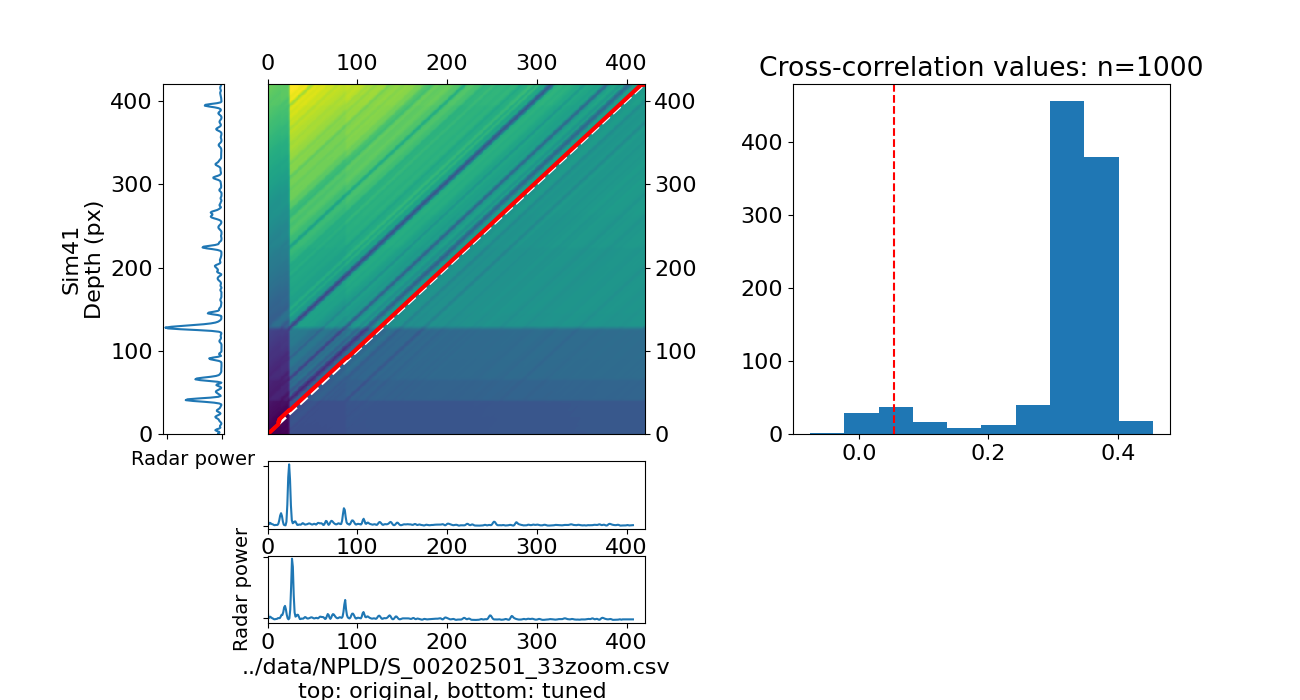 Cross-correlation values: n=1000
0 100 200 300 400
400
300
200
100
0
Sim41
Depth (px)
Radar power
400
300
200
100
0
400
300
200
100
0
0.0 0.2 0.4
0 100 200 300 400
Radar power
0 100 200 300 400
../data/NPLD/S_00202501_33zoom.csv
top: original, bottom: tuned